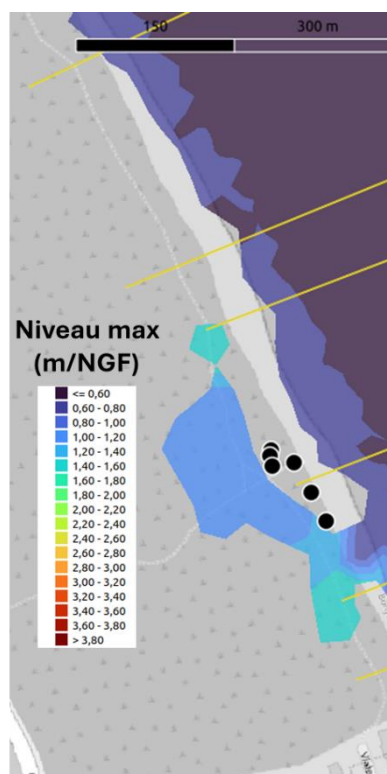 150 300 m
Niveau max
(m/NGF)
<= 0,60
0,60 - 0,80
0,80 - 1,00
1,00 - 1,20
1,20 - 1,40
1,40 - 1,60
1,60 - 1,80
1,80 - 2,00
2,00 - 2,20
2,20 - 2,40
2,40 - 2,60
2,60 - 2,80
2,80 - 3,00
3,00 - 3,20
3,20 - 3,40
3,40 - 3,60
3,60 - 3,80
> 3,80